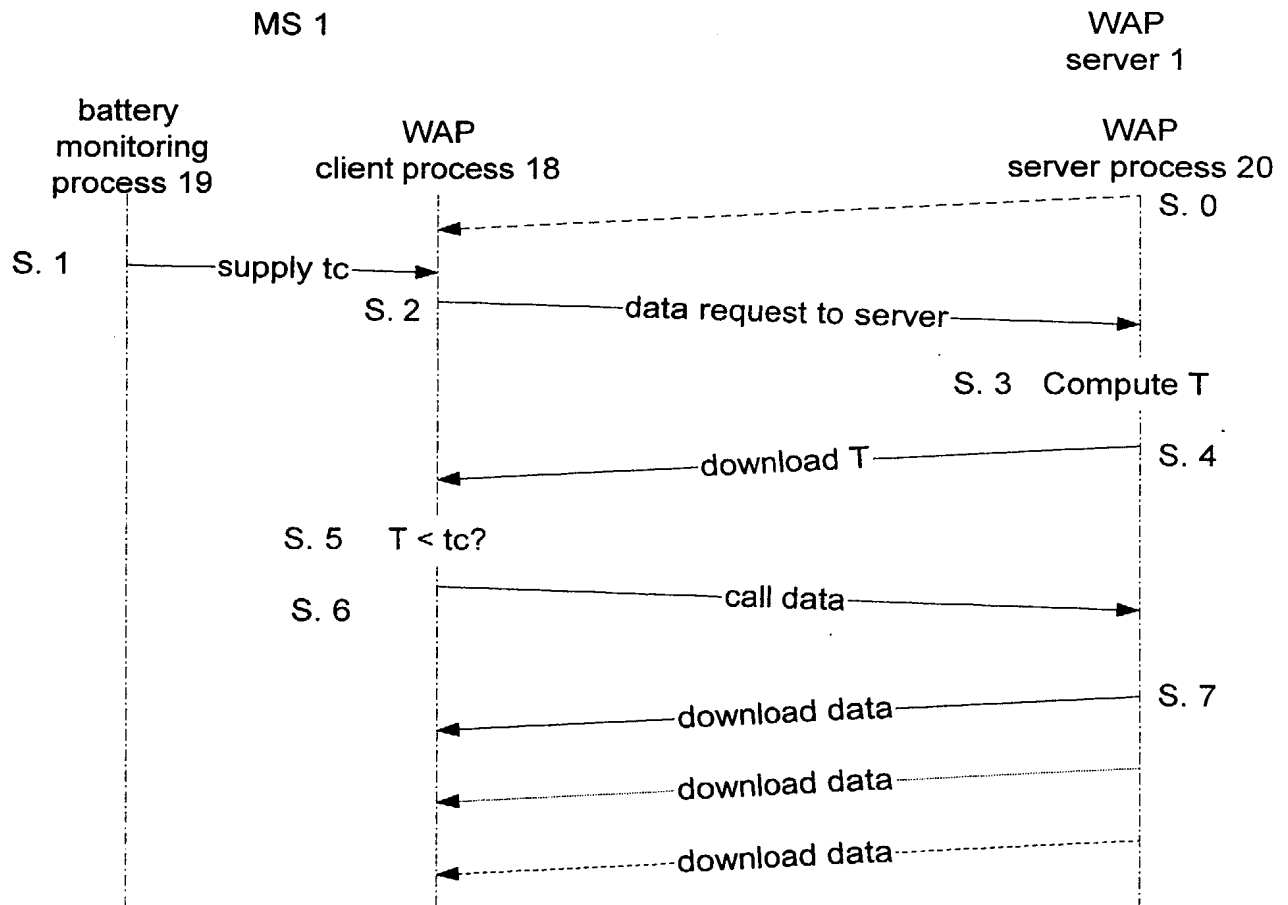 MS 1
WAP
server 1
battery
monitoring
process 19
WAP
client process 18
WAP
server process 20
S. 0
S. 1
supply tc
S. 2
data request to server
S. 3 Compute T
download T
S. 4
S. 5 T < tc?
S. 6
call data
download data
S. 7
download data
download data